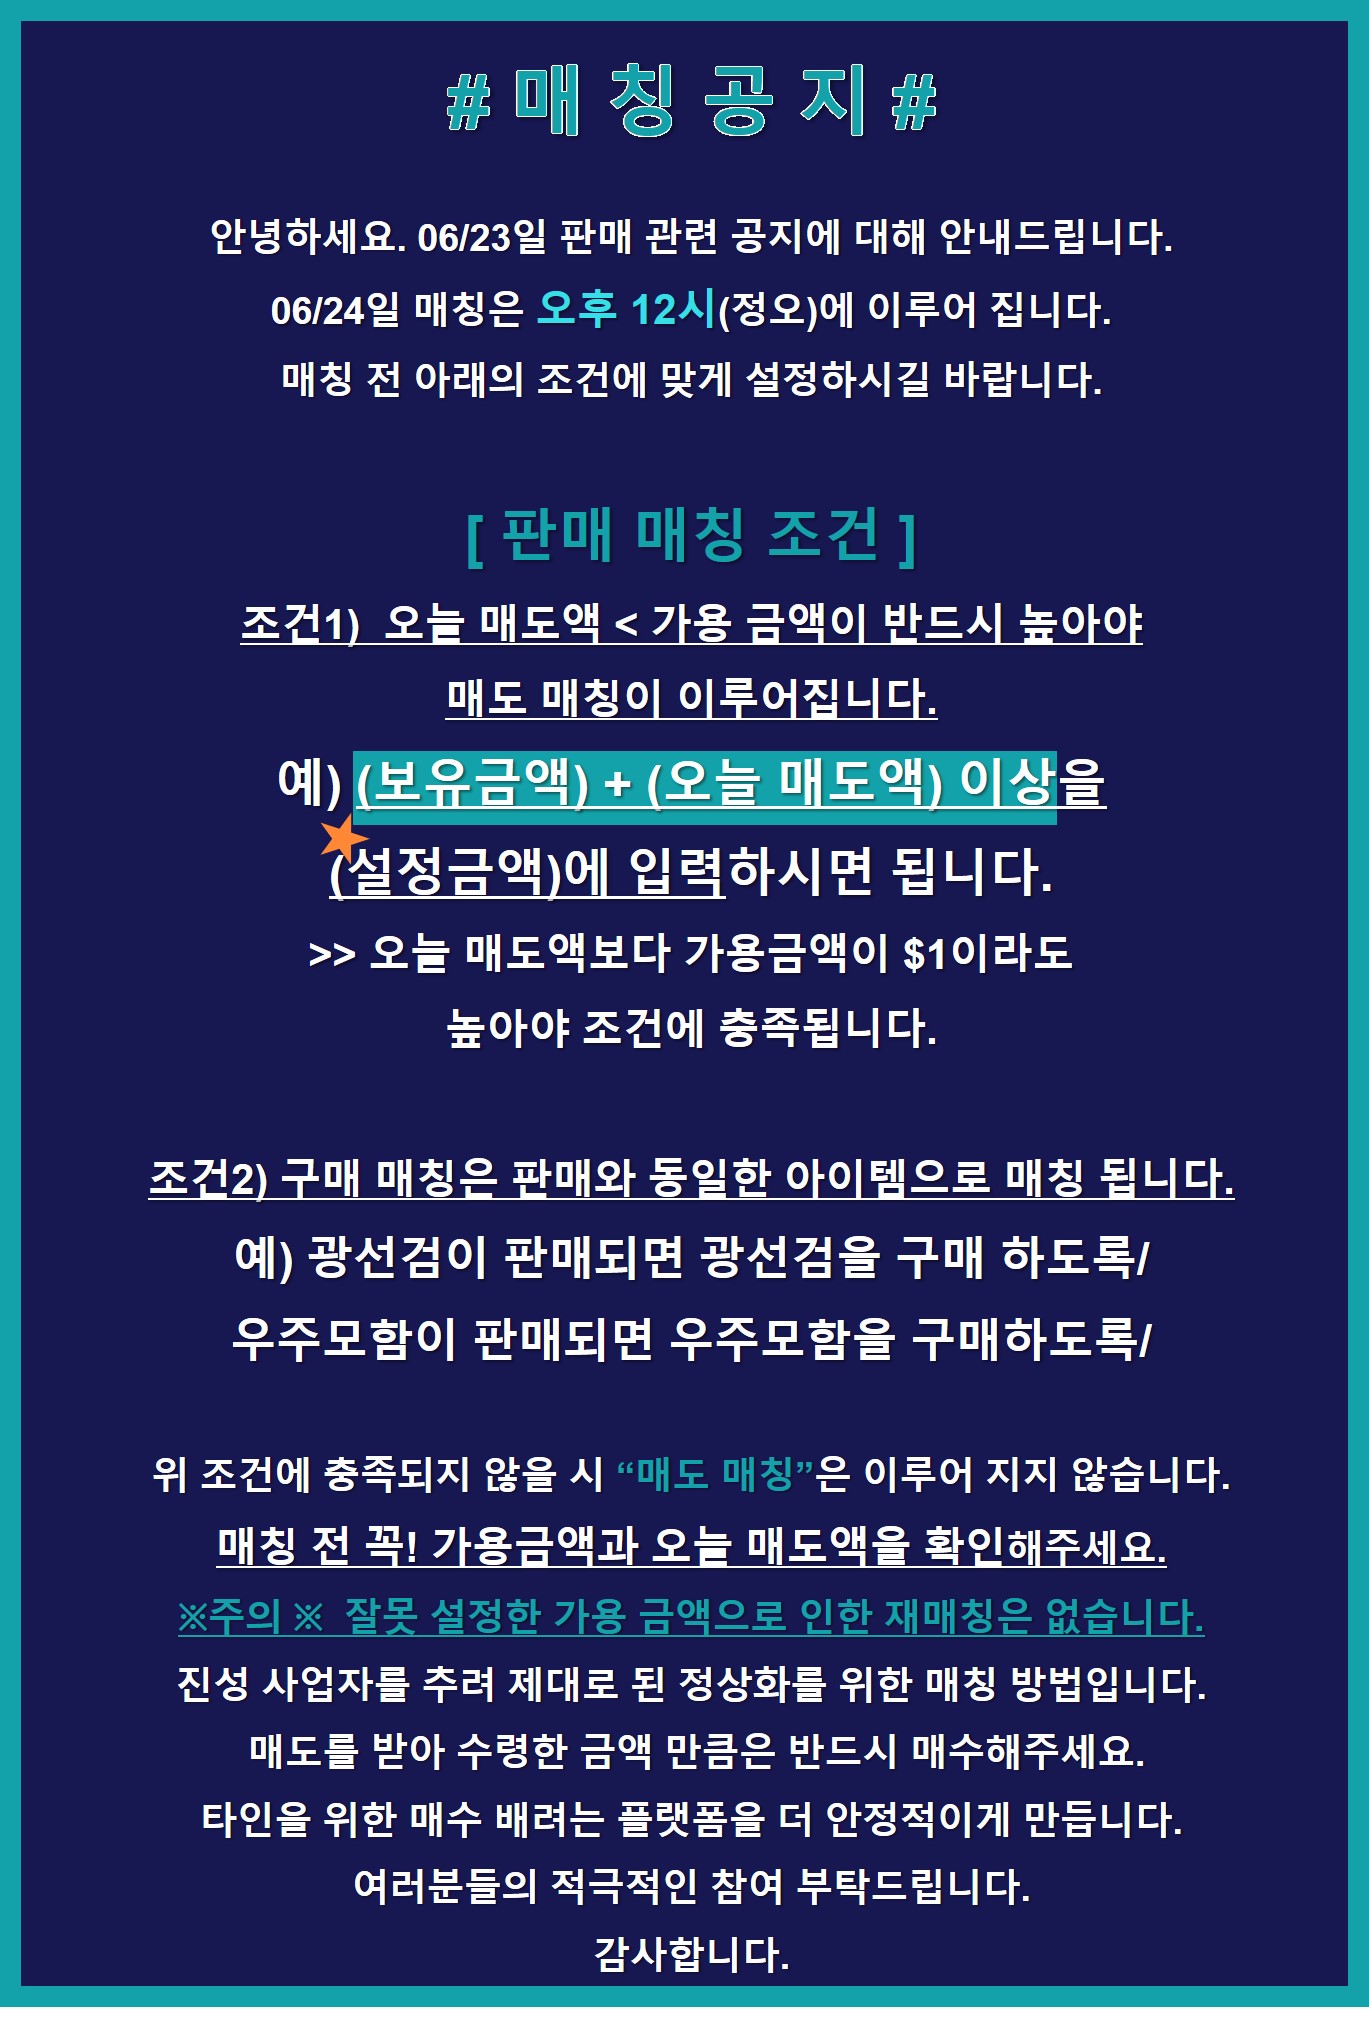 #매칭공지#
안녕하세요. 06/23일 판매 관련 공지에 대해 안내드립니다.
06/24일 매칭은 오후 12시(정오)에 이루어 집니다.
매칭 전 아래의 조건에 맞게 설정하시길 바랍니다.
[ 판매 매칭 조건 ]
조건1) 오늘 매도액 < 가용 금액이 반드시 높아야
매도 매칭이 이루어집니다.
예) (보유금액) + (오늘 매도액) 이상을
(설정금액)에 입력하시면 됩니다.
>> 오늘 매도액보다 가용금액이 $1이라도
높아야 조건에 충족됩니다.
조건2) 구매 매칭은 판매와 동일한 아이템으로 매칭 됩니다.
예) 광선검이 판매되면 광선검을 구매 하도록/
우주모함이 판매되면 우주모함을 구매하도록/
위 조건에 충족되지 않을 시 “매도 매칭”은 이루어 지지 않습니다.
매칭 전 꼭! 가용금액과 오늘 매도액을 확인해주세요.
※주의 ※ 잘못 설정한 가용 금액으로 인한 재매칭은 없습니다.
진성 사업자를 추려 제대로 된 정상화를 위한 매칭 방법입니다.
매도를 받아 수령한 금액 만큼은 반드시 매수해주세요.
타인을 위한 매수 배려는 플랫폼을 더 안정적이게 만듭니다.
여러분들의 적극적인 참여 부탁드립니다.
감사합니다.